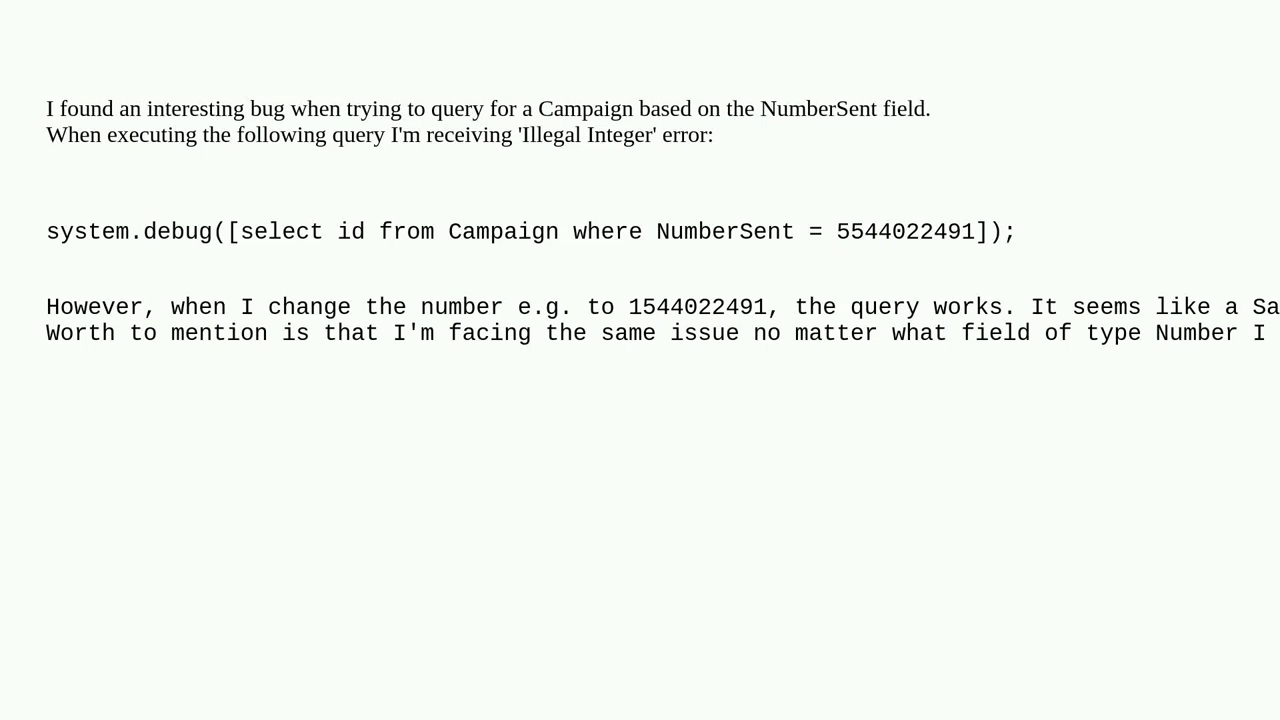 I found an interesting bug when trying to query for a Campaign based on the NumberSent field.
When executing the following query I'm receiving 'Illegal Integer' error:
system.debug([select id from Campaign where NumberSent = 5544022491]);
However, when I change the number e.g. to 1544022491, the query works. It seems like a Sa
Worth to mention is that I'm facing the same issue no matter what field of type Number I